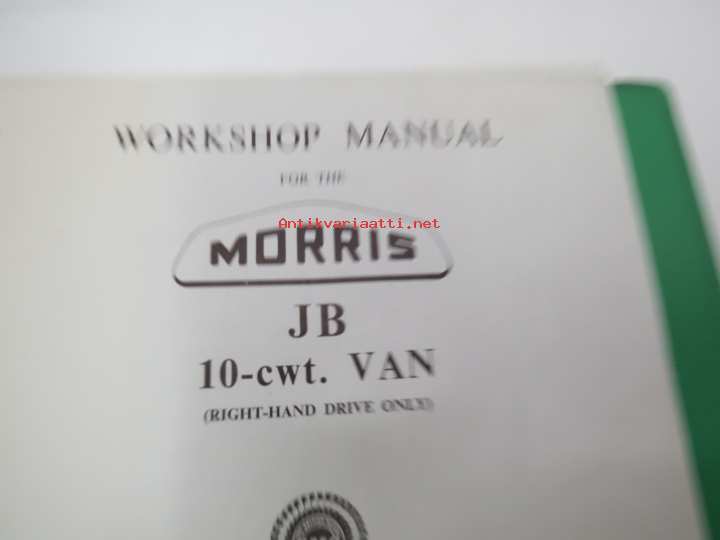 WORKSHOP MANUAL
FOR THE
Antikvariaatti.net
MORRIS
JB
10-cwt. VAN
(RIGHT-HAND DRIVE ONLY)